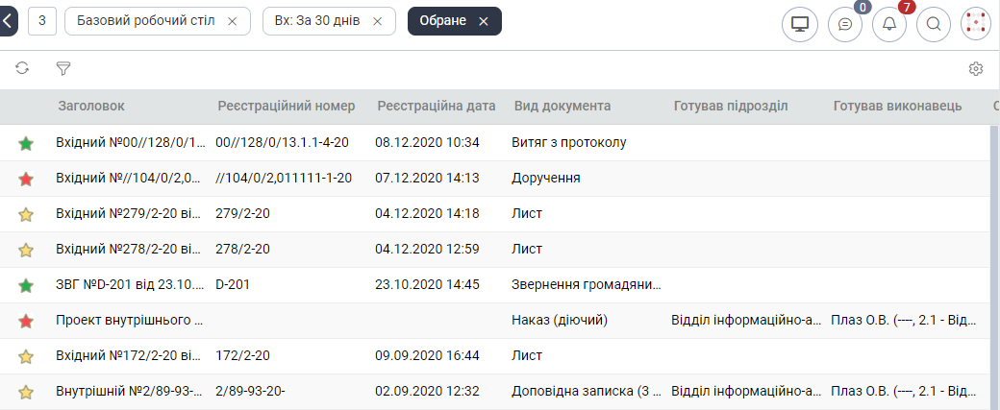 3 Базовий робочий стіл Вх: За 30 днів Обране 0 7
Заголовок Реєстраційний номер Реєстраційна дата Вид документа Готував підрозділ Готував виконавець
Вхідний №00//128/0/1... 00//128/0/13.1.1-4-20 08.12.2020 10:34 Витяг з протоколу
Вхідний №//104/0/2,0... //104/0/2,011111-1-20 07.12.2020 14:13 Доручення
Вхідний №279/2-20 ві... 279/2-20 04.12.2020 14:18 Лист
Вхідний №278/2-20 ві... 278/2-20 04.12.2020 12:59 Лист
ЗВГ №D-201 від 23.10.... D-201 23.10.2020 14:45 Звернення громадяни...
Проект внутрішнього ... Наказ (діючий) Відділ інформаційно-а... Плаз О.В. (----, 2.1 - Від...
Вхідний №172/2-20 ві... 172/2-20 09.09.2020 16:44 Лист
Внутрішній №2/89-93-... 2/89-93-20- 02.09.2020 12:32 Доповідна записка (3 ... Відділ інформаційно-а... Плаз О.В. (----, 2.1 - Від...